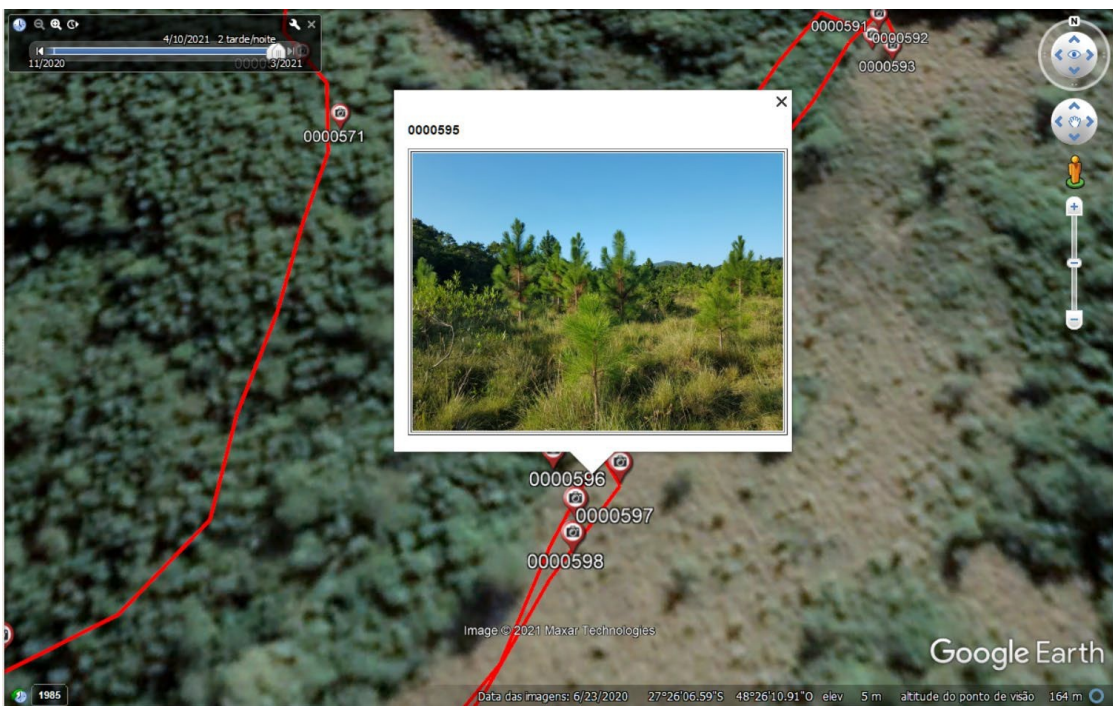 4/10/2021 2 tarde/noite
11/2020
3/2021
0000591
0000592
0000593
0000571
0000595
0000596
0000597
0000598
N
Image © 2021 Maxar Technologies
Google Earth
1985
Data das imagens: 6/23/2020 27°26'06.59"S 48°26'10.91"O elev 5 m altitude do ponto de visão 164 m